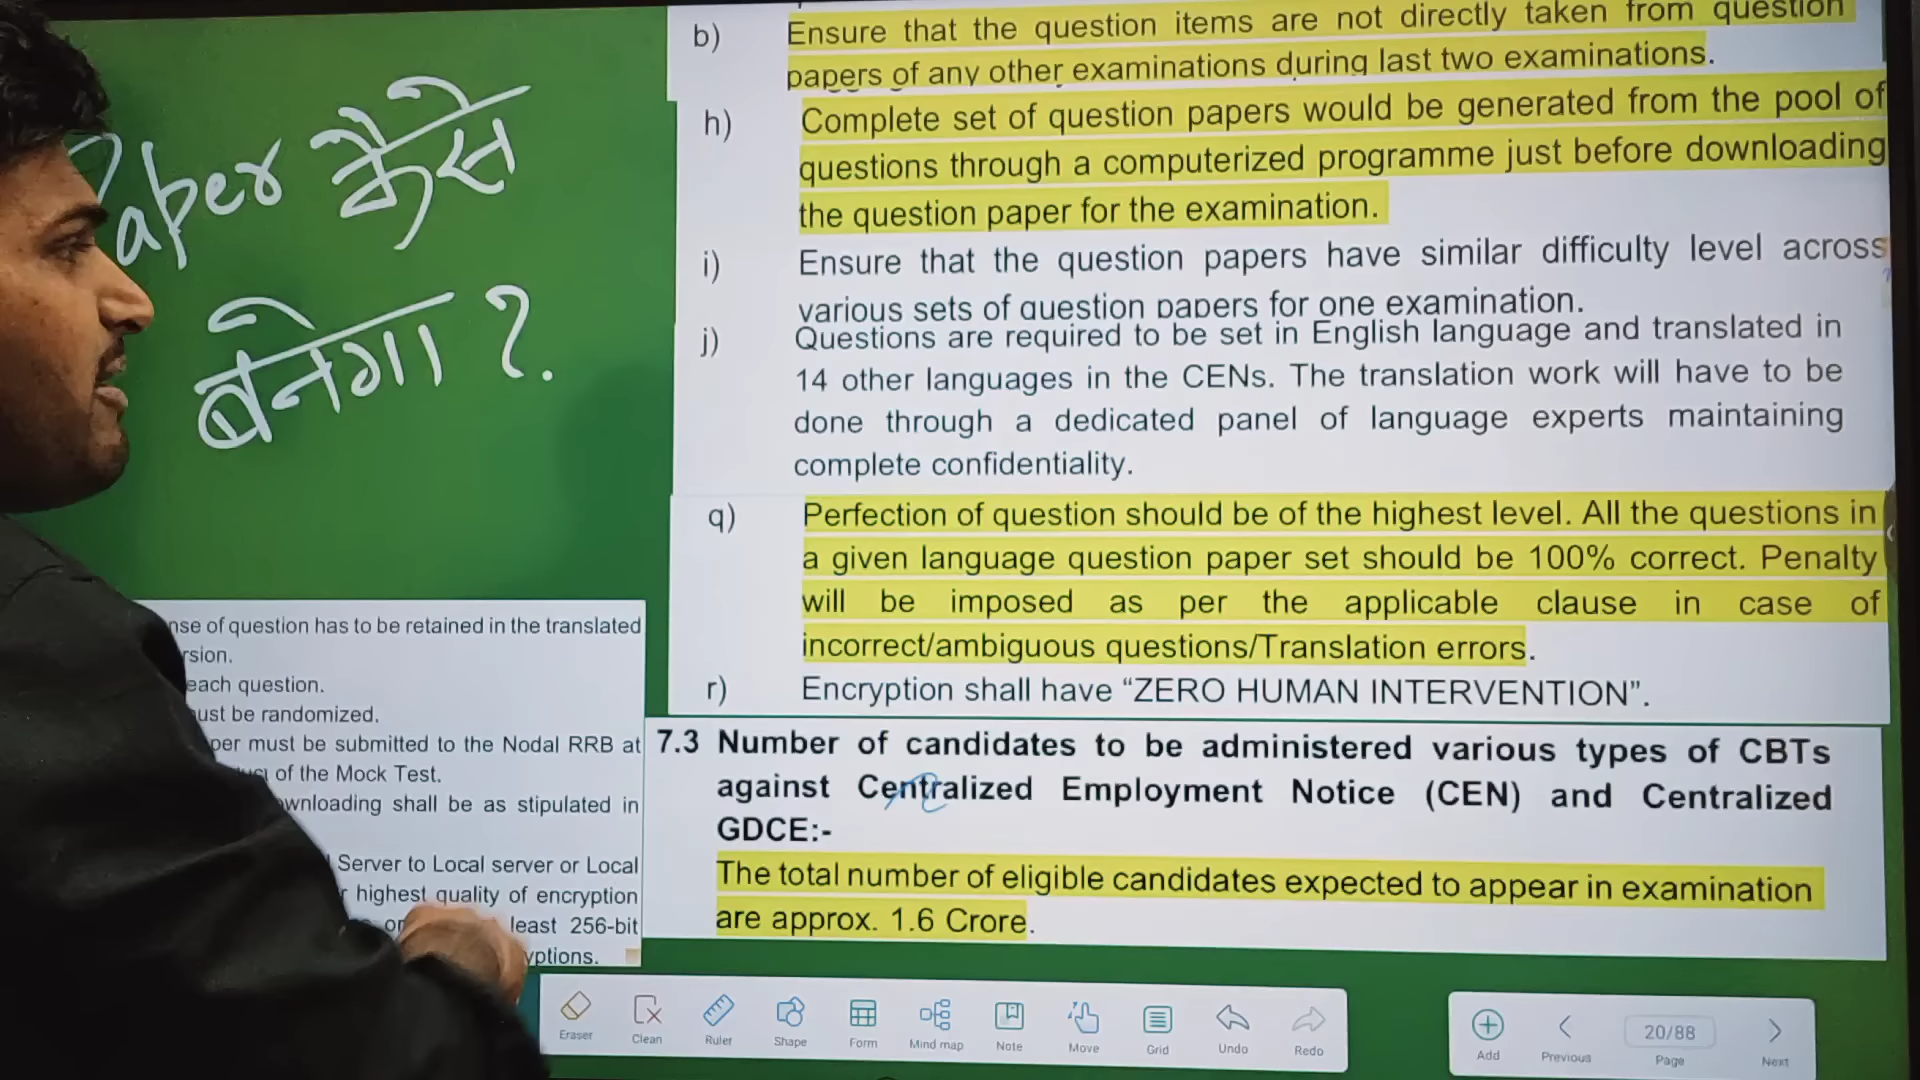 Paper कैसे
बनेगा ?
b) Ensure that the question items are not directly taken from question
papers of any other examinations during last two examinations.
h) Complete set of question papers would be generated from the pool of
questions through a computerized programme just before downloading
the question paper for the examination.
i) Ensure that the question papers have similar difficulty level across
various sets of question papers for one examination.
j) Questions are required to be set in English language and translated in
14 other languages in the CENs. The translation work will have to be
done through a dedicated panel of language experts maintaining
complete confidentiality.
q) Perfection of question should be of the highest level. All the questions in
a given language question paper set should be 100% correct. Penalty
will be imposed as per the applicable clause in case of
incorrect/ambiguous questions/Translation errors.
r) Encryption shall have “ZERO HUMAN INTERVENTION”.
7.3 Number of candidates to be administered various types of CBTs
against Centralized Employment Notice (CEN) and Centralized
GDCE:-
The total number of eligible candidates expected to appear in examination
are approx. 1.6 Crore.
of question has to be retained in the translated
each question.
must be randomized.
must be submitted to the Nodal RRB at
of the Mock Test.
downloading shall be as stipulated in
Server to Local server or Local
highest quality of encryption
least 256-bit
Eraser
Clean
Ruler
Shape
Form
Mind map
Note
Move
Grid
Undo
Redo
Add
Previous
20/88
Page
Next